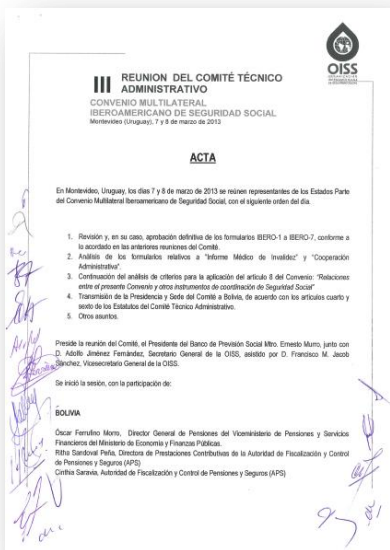 OISS
III REUNION DEL COMITÉ TÉCNICO
ADMINISTRATIVO
CONVENIO MULTILATERAL
IBEROAMERICANO DE SEGURIDAD SOCIAL
Montevideo (Uruguay), 7 y 8 de marzo de 2013
ACTA
En Montevideo, Uruguay, los días 7 y 8 de marzo de 2013 se reúnen representantes de los Estados Parte
del Convenio Multilateral Iberoamericano de Seguridad Social, con el siguiente orden del día.
1. Revisión y, en su caso, aprobación definitiva de los formularios IBERO-1 a IBERO-7, conforme a
lo acordado en las anteriores reuniones del Comité.
2. Análisis de los formularios relativos a "Informe Médico de Invalidez" y "Cooperación
Administrativa".
3. Continuación del análisis de criterios para la aplicación del artículo 8 del Convenio: "Relaciones
entre el presente Convenio y otros instrumentos de coordinación de Seguridad Social"
4. Transmisión de la Presidencia y Sede del Comité a Bolivia, de acuerdo con los artículos cuarto y
sexto de los Estatutos del Comité Técnico Administrativo.
5. Otros asuntos.
Preside la reunión del Comité, el Presidente del Banco de Previsión Social Mtro. Ernesto Murro, junto con
D. Adolfo Jiménez Fernández, Secretario General de la OISS, asistido por D. Francisco M. Jacob
Sánchez, Vicesecretario General de la OISS.
Se inició la sesión, con la participación de:
BOLIVIA
Óscar Ferrufino Morro, Director General de Pensiones del Viceministerio de Pensiones y Servicios
Financieros del Ministerio de Economía y Finanzas Públicas.
Ritha Sandoval Peña, Directora de Prestaciones Contributivas de la Autoridad de Fiscalización y Control
de Pensiones y Seguros (APS)
Cinthia Saravia, Autoridad de Fiscalización y Control de Pensiones y Seguros (APS)